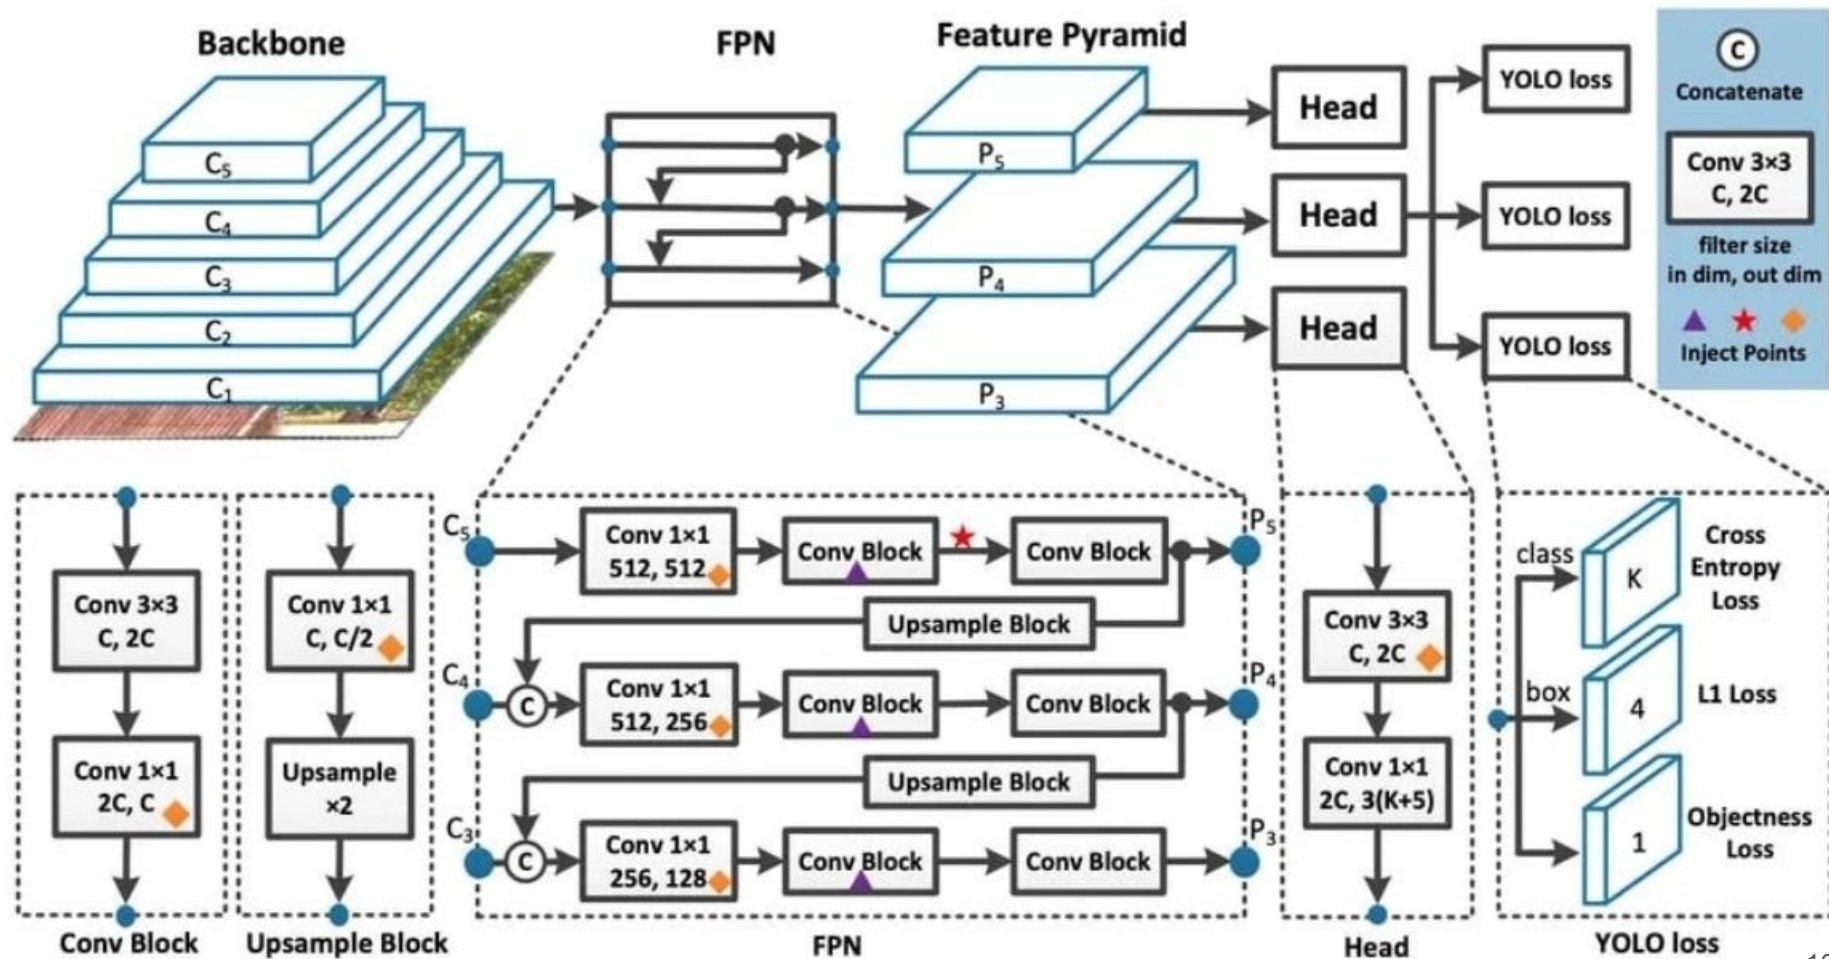 Backbone
FPN
Feature Pyramid
C5
C4
C3
C2
C1
P5
P4
P3
Head
Head
Head
YOLO loss
YOLO loss
YOLO loss
C
Concatenate
Conv 3×3
C, 2C
filter size
in dim, out dim
Inject Points
Conv 3×3
C, 2C
Conv 1×1
2C, C
Conv Block
Conv 1×1
C, C/2
Upsample
×2
Upsample Block
C5
Conv 1×1
512, 512
Conv Block
Conv Block
P5
Upsample Block
C4
C
Conv 1×1
512, 256
Conv Block
Conv Block
P4
Upsample Block
C3
C
Conv 1×1
256, 128
Conv Block
Conv Block
P3
FPN
Conv 3×3
C, 2C
Conv 1×1
2C, 3(K+5)
Head
class
K
Cross
Entropy
Loss
box
4
L1 Loss
1
Objectness
Loss
YOLO loss